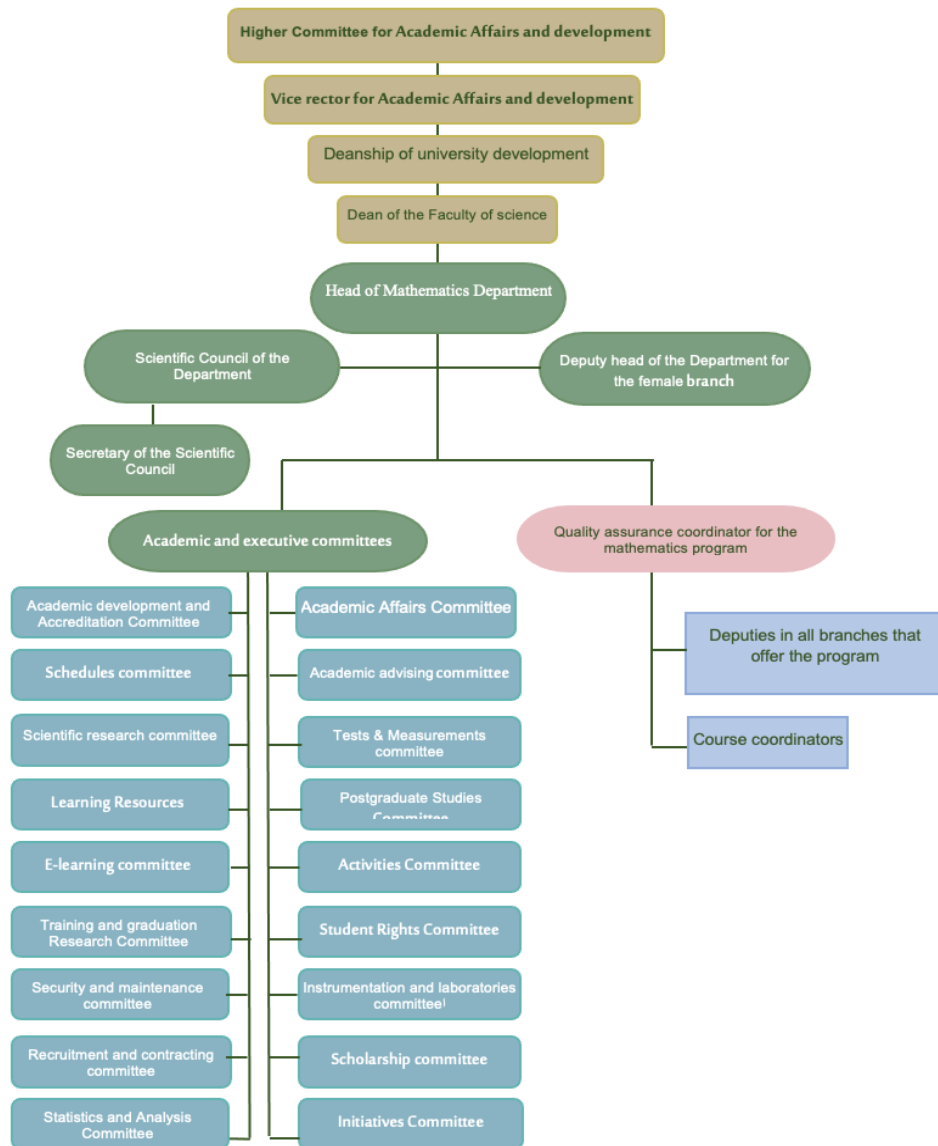 Higher Committee for Academic Affairs and development
Vice rector for Academic Affairs and development
Deanship of university development
Dean of the Faculty of science
Head of Mathematics Department
Scientific Council of the
Department
Deputy head of the Department for
the female branch
Secretary of the Scientific
Council
Academic and executive committees
Quality assurance coordinator for the
mathematics program
Academic development and
Accreditation Committee
Academic Affairs Committee
Deputies in all branches that
offer the program
Schedules committee
Academic advising committee
Scientific research committee
Tests & Measurements
committee
Course coordinators
Learning Resources
Postgraduate Studies
Committee
E-learning committee
Activities Committee
Training and graduation
Research Committee
Student Rights Committee
Security and maintenance
committee
Instrumentation and laboratories
committee
Recruitment and contracting
committee
Scholarship committee
Statistics and Analysis
Committee
Initiatives Committee